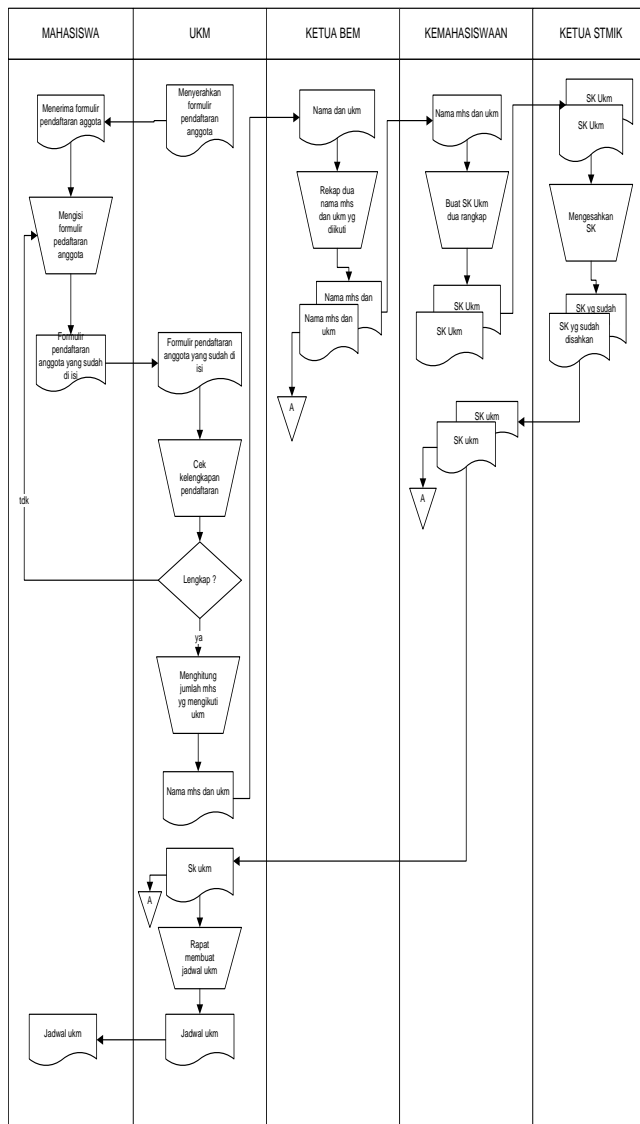 MAHASISWA
UKM
KETUA BEM
KEMAHASISWAAN
KETUA STMIK
Menerima formulir
pendaftaran aggota
Menyerahkan
formulir
pendaftaran
anggota
Nama dan ukm
Nama mhs dan ukm
SK Ukm
SK Ukm
Mengisi
formulir
pedaftaran
anggota
Rekap dua
nama mhs
dan ukm yg
diikuti
Buat SK Ukm
dua rangkap
Mengesahkan
SK
Nama mhs dan
Nama mhs dan
ukm
SK Ukm
SK Ukm
SK yg sudah
SK yg sudah
disahkan
Formulir
pendaftaran
anggota yang sudah
di isi
Formulir pendaftaran
anggota yang sudah di
isi
A
SK ukm
SK ukm
A
Cek
kelengkapan
pendaftaran
tdk
Lengkap ?
ya
Menghitung
jumlah mhs
yg mengikuti
ukm
Nama mhs dan ukm
Sk ukm
A
Rapat
membuat
jadwal ukm
Jadwal ukm
Jadwal ukm